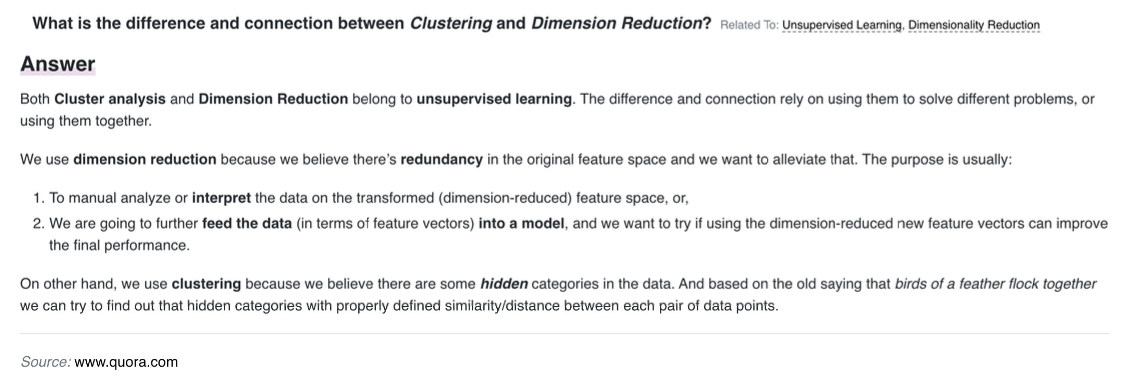 What is the difference and connection between Clustering and Dimension Reduction? Related To: Unsupervised Learning, Dimensionality Reduction
Answer
Both Cluster analysis and Dimension Reduction belong to unsupervised learning. The difference and connection rely on using them to solve different problems, or
using them together.
We use dimension reduction because we believe there's redundancy in the original feature space and we want to alleviate that. The purpose is usually:
1. To manual analyze or interpret the data on the transformed (dimension-reduced) feature space, or,
2. We are going to further feed the data (in terms of feature vectors) into a model, and we want to try if using the dimension-reduced new feature vectors can improve
the final performance.
On other hand, we use clustering because we believe there are some hidden categories in the data. And based on the old saying that birds of a feather flock together
we can try to find out that hidden categories with properly defined similarity/distance between each pair of data points.
Source: www.quora.com